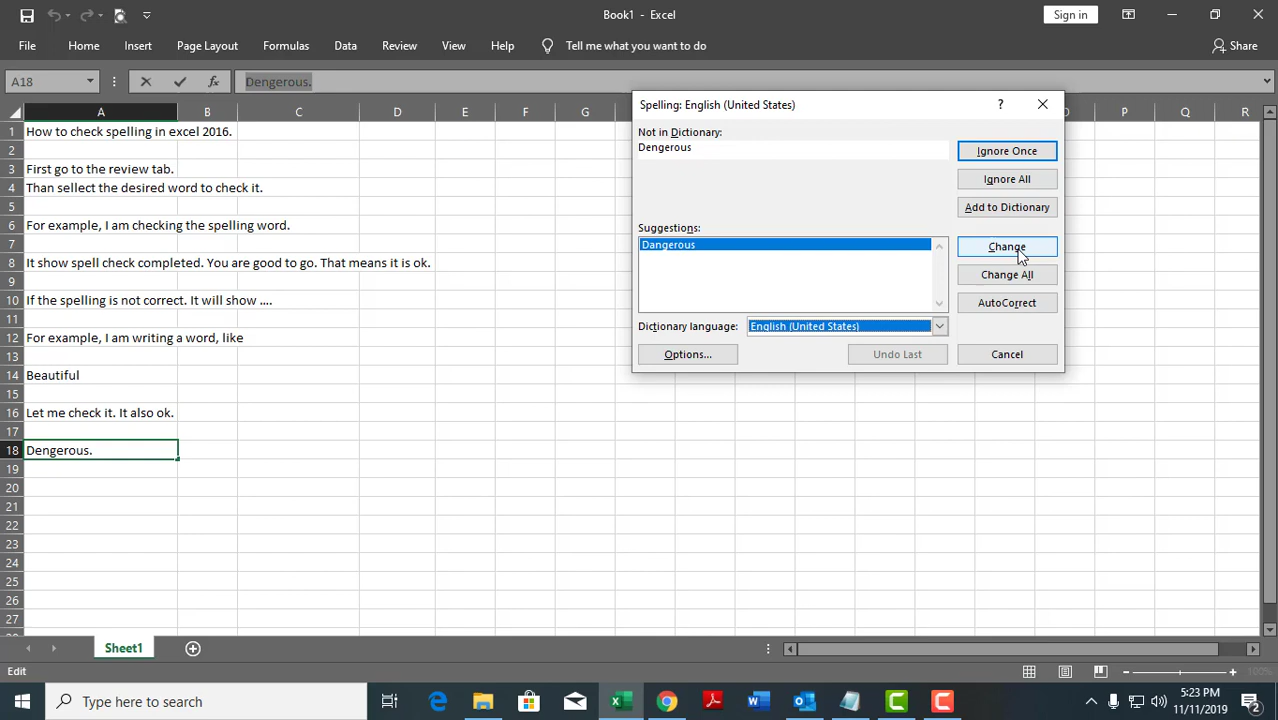 Book1 - Excel
Sign in
File Home Insert Page Layout Formulas Data Review View Help Tell me what you want to do Share
A18 fx Dengerous.
A B C D E F G P Q R
1 How to check spelling in excel 2016.
2
3 First go to the review tab.
4 Than sellect the desired word to check it.
5
6 For example, I am checking the spelling word.
7
8 It show spell check completed. You are good to go. That means it is ok.
9
10 If the spelling is not correct. It will show ....
11
12 For example, I am writing a word, like
13
14 Beautiful
15
16 Let me check it. It also ok.
17
18 Dengerous.
19
20
21
22
23
24
25
26
27
Spelling: English (United States) ?
Not in Dictionary:
Dengerous
Ignore Once
Ignore All
Add to Dictionary
Suggestions:
Dangerous
Change
Change All
AutoCorrect
Dictionary language: English (United States)
Options... Undo Last Cancel
Sheet1
Edit
100%
Type here to search
5:23 PM
11/11/2019
2